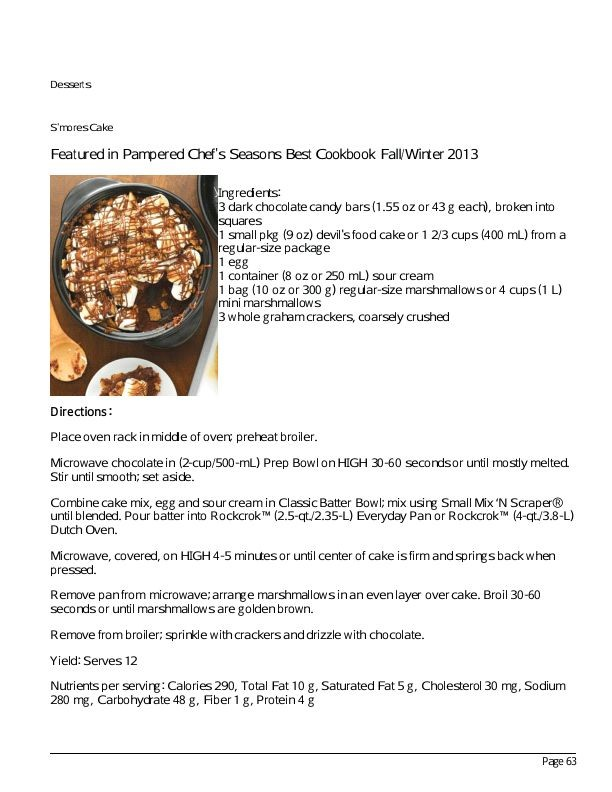 Desserts
S'mores Cake
Featured in Pampered Chef's Seasons Best Cookbook Fall/Winter 2013
Ingredients:
3 dark chocolate candy bars (1.55 oz or 43 g each), broken into
squares
1 small pkg (9 oz) devil's food cake or 1 2/3 cups (400 mL) from a
regular-size package
1 egg
1 container (8 oz or 250 mL) sour cream
1 bag (10 oz or 300 g) regular-size marshmallows or 4 cups (1 L)
mini marshmallows
3 whole graham crackers, coarsely crushed
Directions:
Place oven rack in middle of oven; preheat broiler.
Microwave chocolate in (2-cup/500-mL) Prep Bowl on HIGH 30-60 seconds or until mostly melted.
Stir until smooth; set aside.
Combine cake mix, egg and sour cream in Classic Batter Bowl; mix using Small Mix ‘N Scraper®
until blended. Pour batter into Rockcrok™ (2.5-qt./2.35-L) Everyday Pan or Rockcrok™ (4-qt./3.8-L)
Dutch Oven.
Microwave, covered, on HIGH 4-5 minutes or until center of cake is firm and springs back when
pressed.
Remove pan from microwave; arrange marshmallows in an even layer over cake. Broil 30-60
seconds or until marshmallows are golden brown.
Remove from broiler; sprinkle with crackers and drizzle with chocolate.
Yield: Serves 12
Nutrients per serving: Calories 290, Total Fat 10 g, Saturated Fat 5 g, Cholesterol 30 mg, Sodium
280 mg, Carbohydrate 48 g, Fiber 1 g, Protein 4 g
Page 63